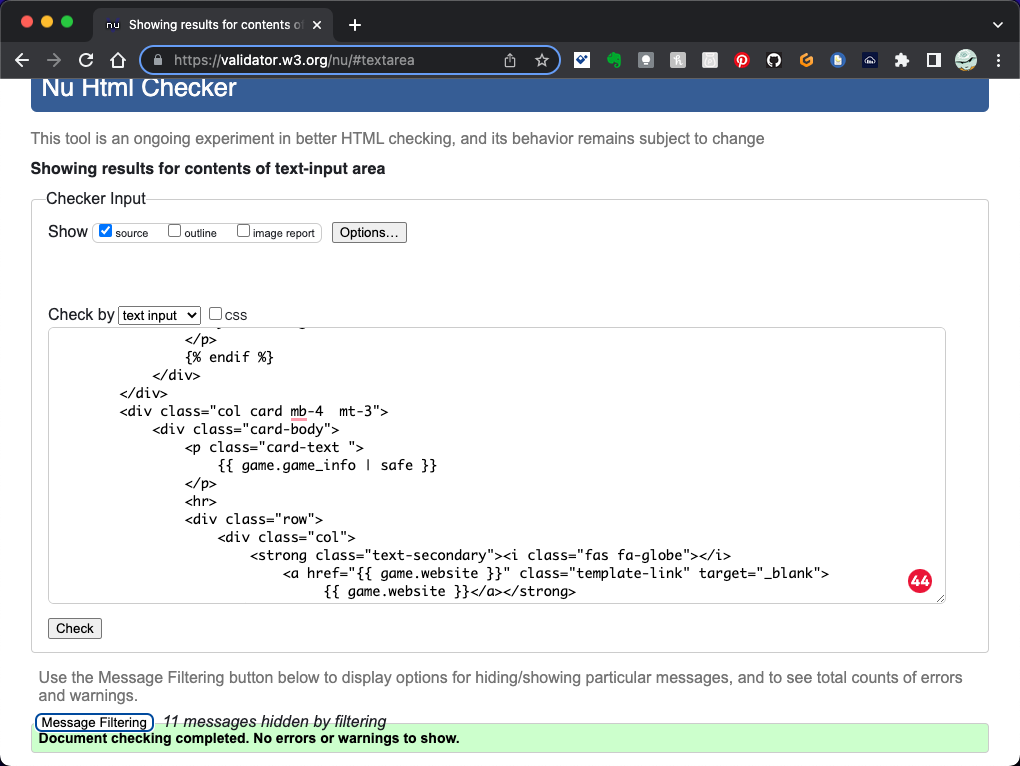 nu Showing results for contents of
https://validator.w3.org/nu/#textarea
Nu Html Checker
This tool is an ongoing experiment in better HTML checking, and its behavior remains subject to change
Showing results for contents of text-input area
Checker Input
Show source outline image report Options...
Check by text input css
</p>
{% endif %}
</div>
</div>
<div class="col card mb-4  mt-3">
<div class="card-body">
<p class="card-text ">
{{ game.game_info | safe }}
</p>
<hr>
<div class="row">
<div class="col">
<strong class="text-secondary"><i class="fas fa-globe"></i>
<a href="{{ game.website }}" class="template-link" target="_blank">
44
{{ game.website }}</a></strong>
Check
Use the Message Filtering button below to display options for hiding/showing particular messages, and to see total counts of errors
and warnings.
Message Filtering 11 messages hidden by filtering
Document checking completed. No errors or warnings to show.